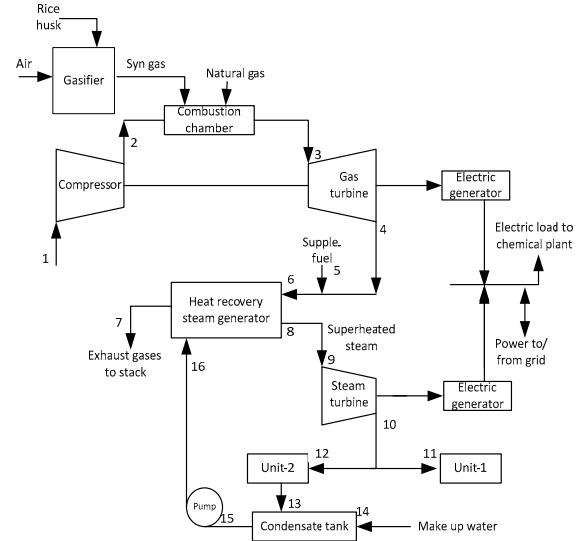 Rice
husk
Air
Gasifier
Syn gas
Natural gas
Combustion
chamber
2
3
Compressor
Gas
turbine
Electric
generator
1
4
Electric load to
chemical plant
Supple.
fuel
5
6
Heat recovery
steam generator
7
8
Superheated
steam
Exhaust gases
to stack
16
9
Power to/
from grid
Steam
turbine
Electric
generator
10
12
11
Unit-2
Unit-1
13
14
Pump
15
Condensate tank
Make up water